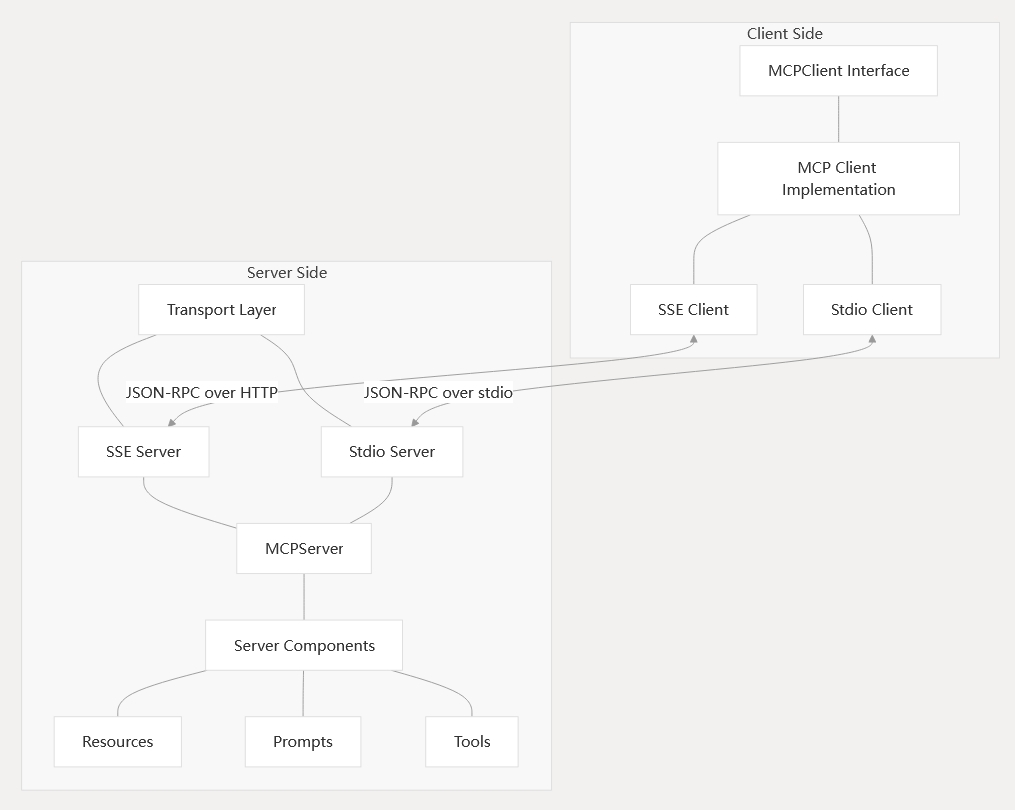 Client Side
MCPClient Interface
MCP Client
Implementation
SSE Client
Stdio Client
Server Side
Transport Layer
JSON-RPC over HTTP
JSON-RPC over stdio
SSE Server
Stdio Server
MCPServer
Server Components
Resources
Prompts
Tools